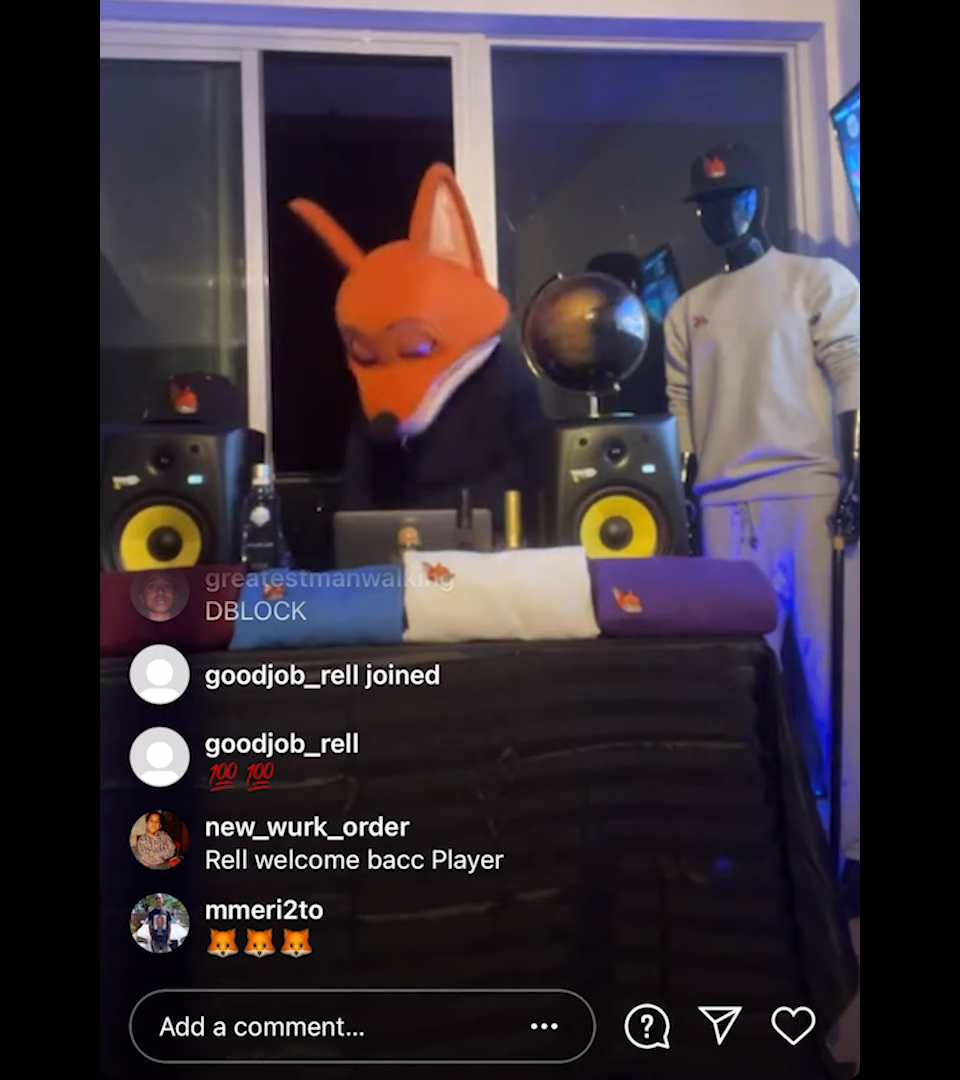 greatestmanwalking
DBLOCK
goodjob_rell joined
goodjob_rell
💯 💯
new_wurk_order
Rell welcome bacc Player
mmeri2to
🦊🦊🦊
Add a comment...